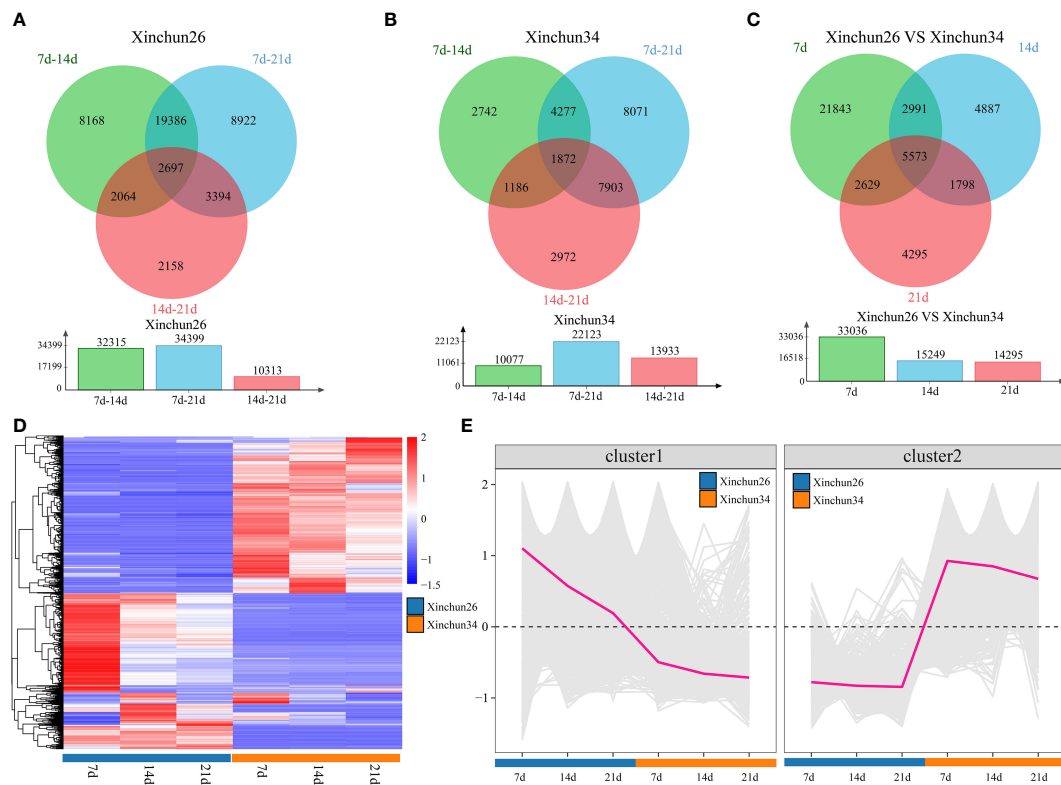 A
Xinchun26
7d-14d
7d-21d
8168
19386
8922
2697
2064
3394
2158
14d-21d
Xinchun26
34399
17199
0
32315
34399
10313
7d-14d
7d-21d
14d-21d
B
Xinchun34
7d-14d
7d-21d
2742
4277
8071
1872
1186
7903
2972
14d-21d
Xinchun34
22123
11061
0
10077
22123
13933
7d-14d
7d-21d
14d-21d
C
Xinchun26 VS Xinchun34
7d
14d
21843
2991
4887
5573
2629
1798
4295
21d
Xinchun26 VS Xinchun34
33036
16518
0
33036
15249
14295
7d
14d
21d
D
2
1
0
−1
−1.5
Xinchun26
Xinchun34
7d
14d
21d
7d
14d
21d
E
cluster1
cluster2
Xinchun26
Xinchun34
Xinchun26
Xinchun34
2
1
0
−1
7d
14d
21d
7d
14d
21d
7d
14d
21d
7d
14d
21d